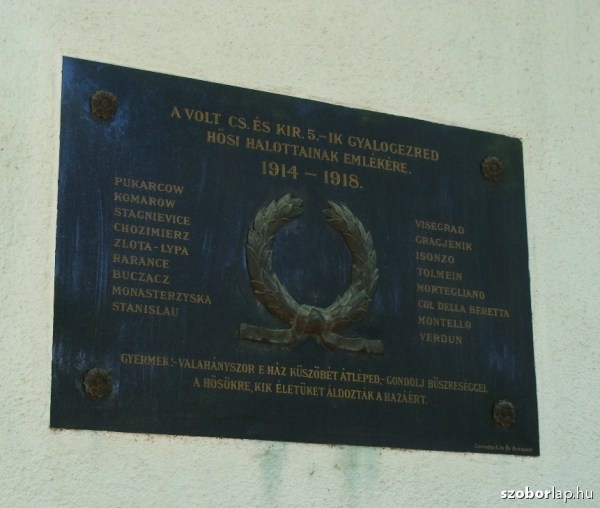 A VOLT CS. ÉS KIR. 5.-IK GYALOGEZRED
HŐSI HALOTTAINAK EMLÉKÉRE.
1914 – 1918.
PUKARCOW
KOMAROW
STAGNIEVICE
CHOZIMIERZ
ZLOTA-LYPA
RARANCE
BUCZACZ
MONASTERZYSKA
STANISLAU
VISEGRAD
GRAGJENIK
ISONZO
TOLMEIN
MORTEGLIANO
COL DELLA BERETTA
MONTELLO
VERDUN
GYERMEK!-VALAHÁNYSZOR E HÁZ KÜSZÖBÉT ÁTLÉPED,-GONDOLJ BÜSZKESÉGGEL
A HŐSÖKRE, KIK ÉLETÜKET ÁLDOZTÁK A HAZÁÉRT.
szoborlap.hu